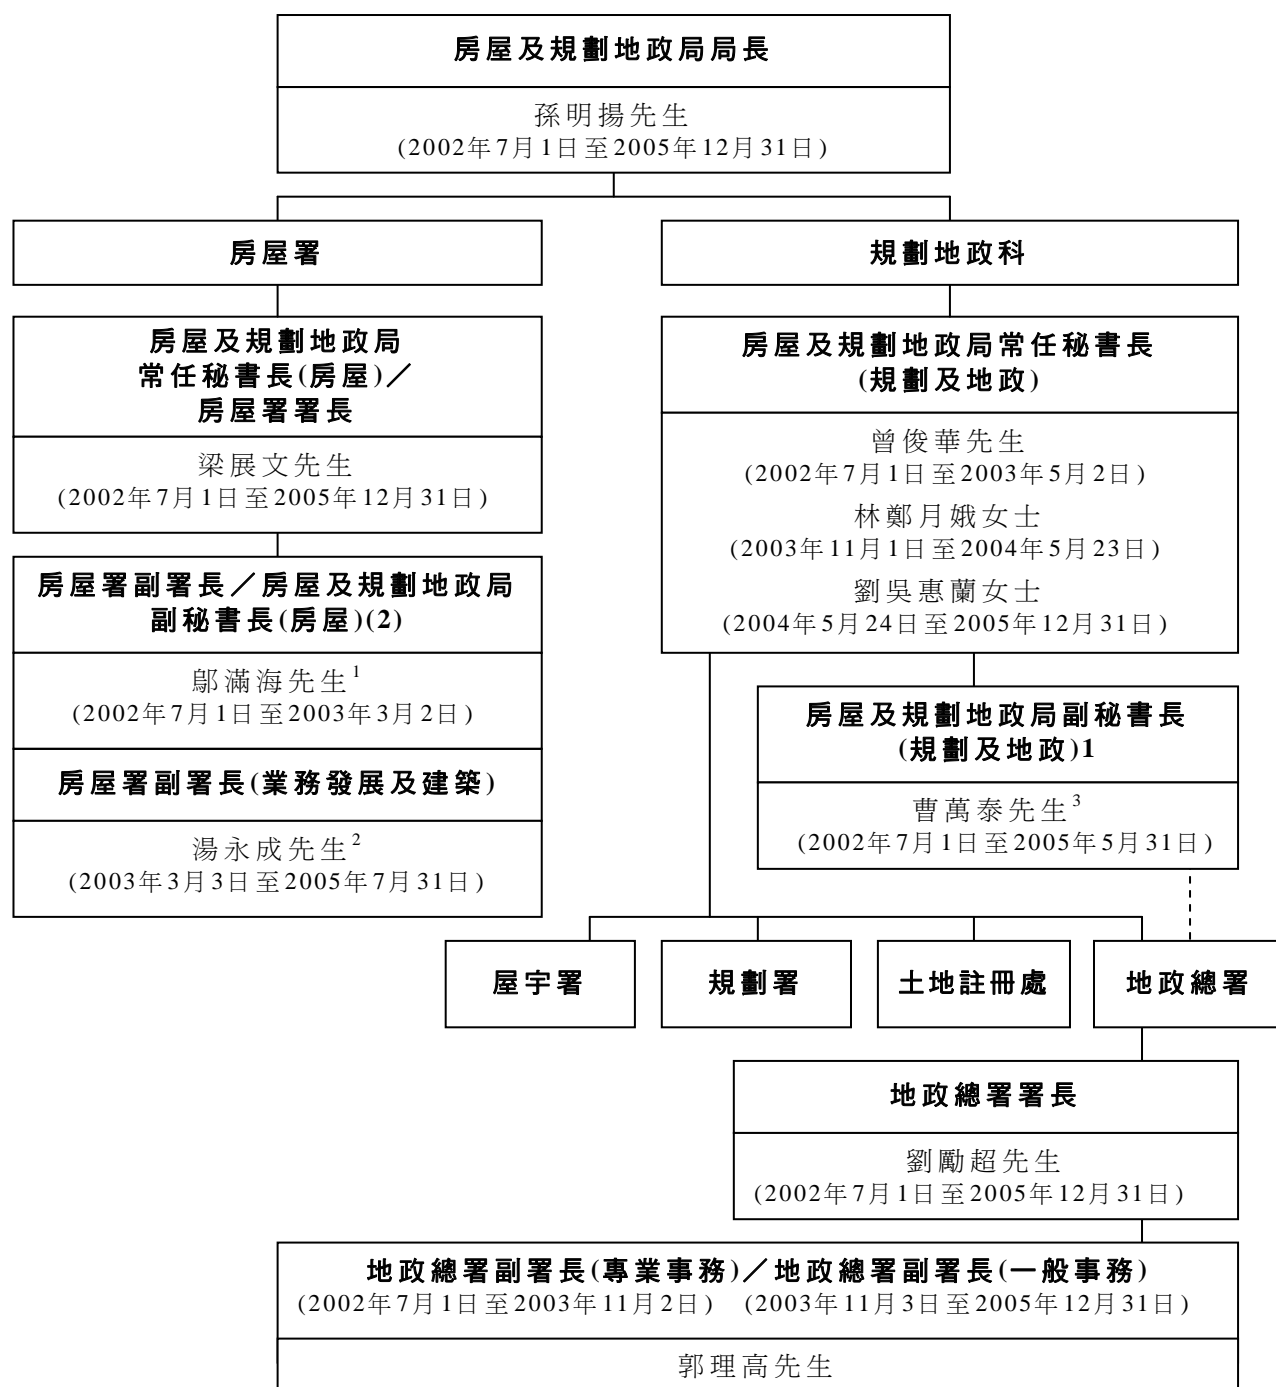 房屋及規劃地政局局長
孫明揚先生
(2002年7月1日至2005年12月31日)
房屋署
房屋及規劃地政局
常任秘書長(房屋)／
房屋署署長
梁展文先生
(2002年7月1日至2005年12月31日)
房屋署副署長／房屋及規劃地政局
副秘書長(房屋)(2)
鄔滿海先生1
(2002年7月1日至2003年3月2日)
房屋署副署長(業務發展及建築)
湯永成先生2
(2003年3月3日至2005年7月31日)
規劃地政科
房屋及規劃地政局常任秘書長
(規劃及地政)
曾俊華先生
(2002年7月1日至2003年5月2日)
林鄭月娥女士
(2003年11月1日至2004年5月23日)
劉吳惠蘭女士
(2004年5月24日至2005年12月31日)
房屋及規劃地政局副秘書長
(規劃及地政)1
曹萬泰先生3
(2002年7月1日至2005年5月31日)
屋宇署
規劃署
土地註冊處
地政總署
地政總署署長
劉勵超先生
(2002年7月1日至2005年12月31日)
地政總署副署長(專業事務)／地政總署副署長(一般事務)
(2002年7月1日至2003年11月2日) (2003年11月3日至2005年12月31日)
郭理高先生